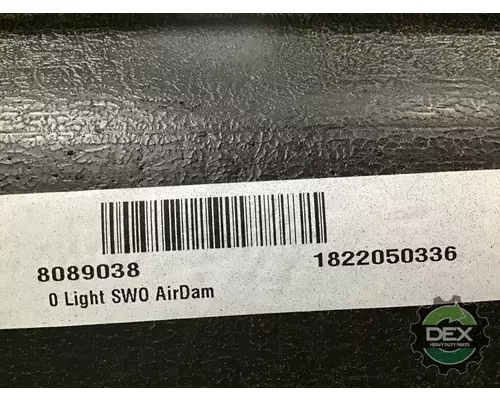 8089038 1822050336
0 Light SWO AirDam
DEX
HEAVY DUTY PARTS